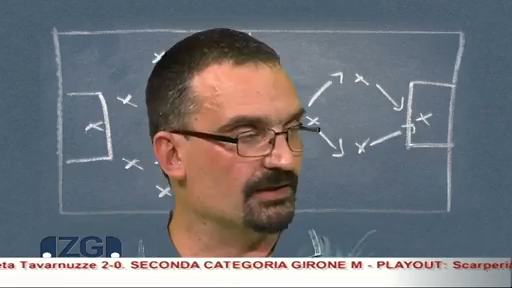 ZG
eta Tavarnuzze 2-0. SECONDA CATEGORIA GIRONE M - PLAYOUT: Scarperia